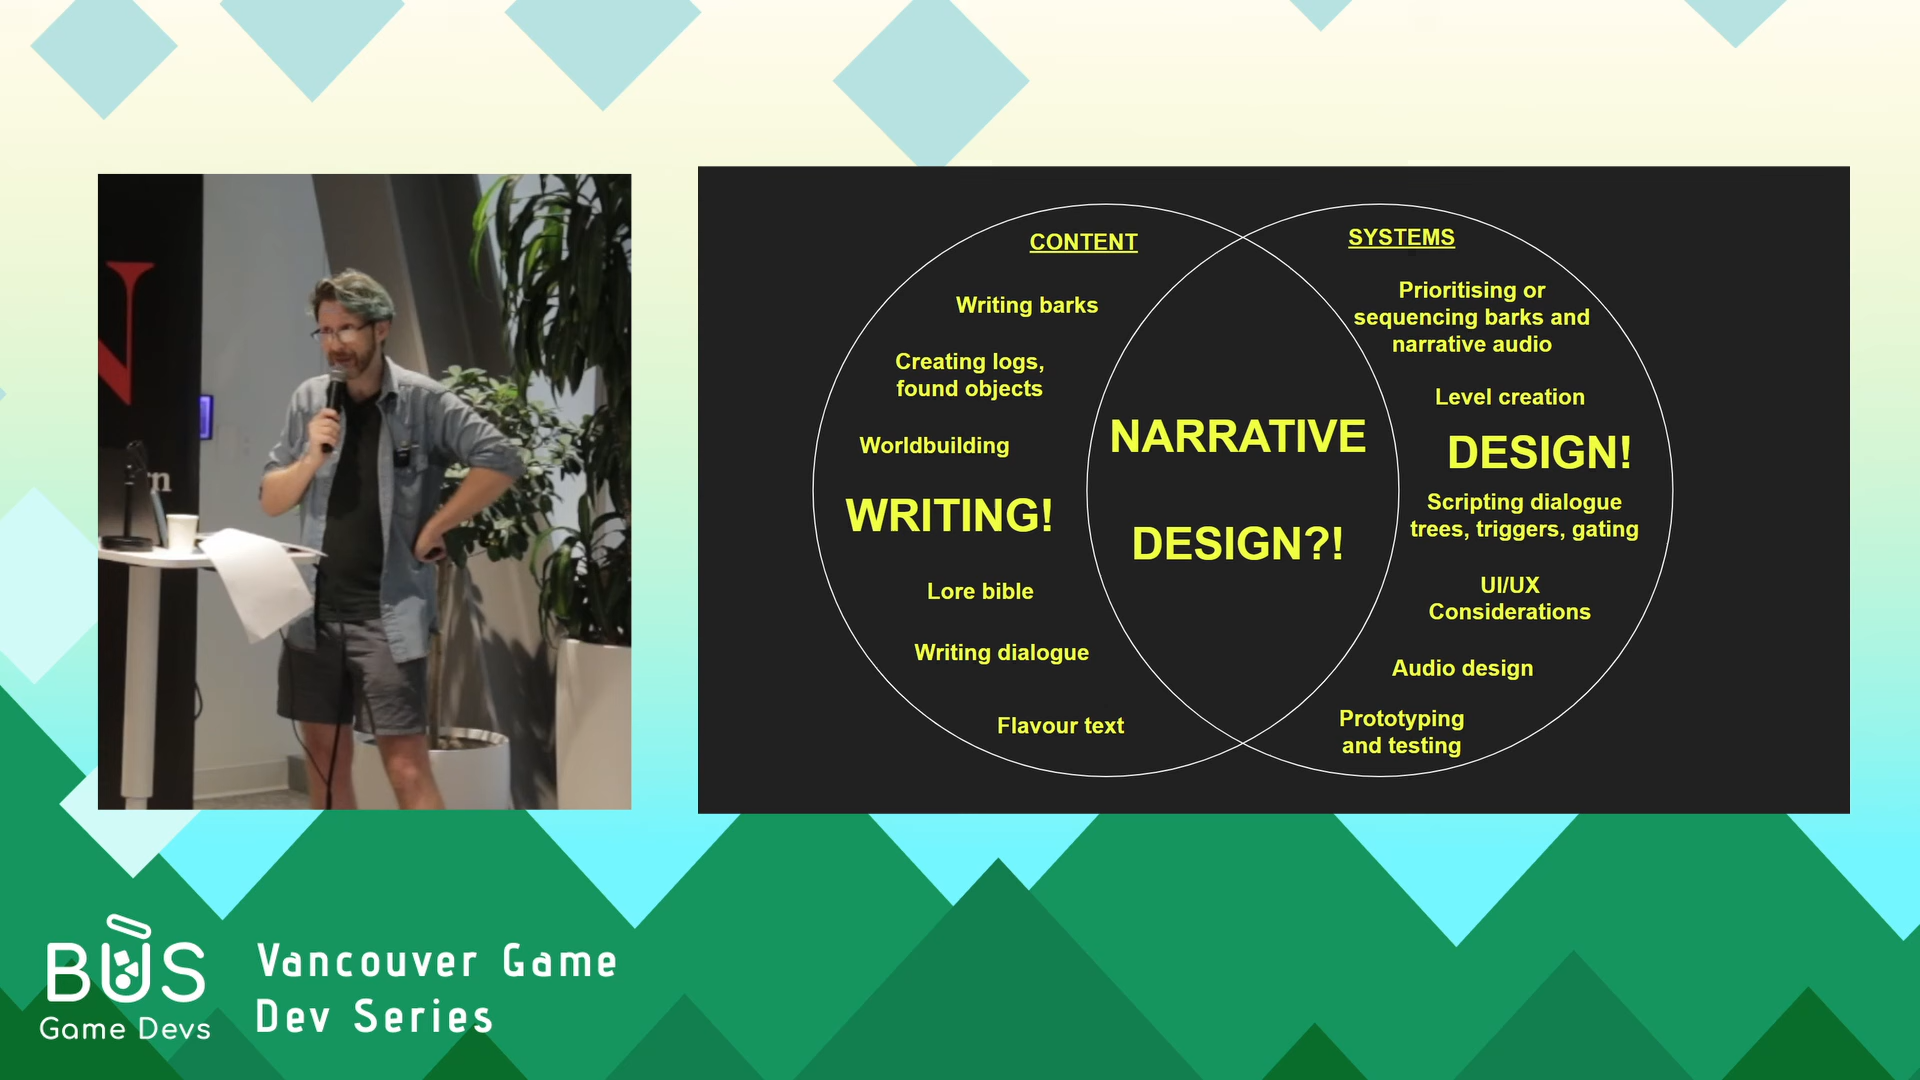 CONTENT
Writing barks
Creating logs,
found objects
Worldbuilding
WRITING!
Lore bible
Writing dialogue
Flavour text
NARRATIVE
DESIGN?!
SYSTEMS
Prioritising or
sequencing barks and
narrative audio
Level creation
DESIGN!
Scripting dialogue
trees, triggers, gating
UI/UX
Considerations
Audio design
Prototyping
and testing
BUS
Game Devs
Vancouver Game
Dev Series